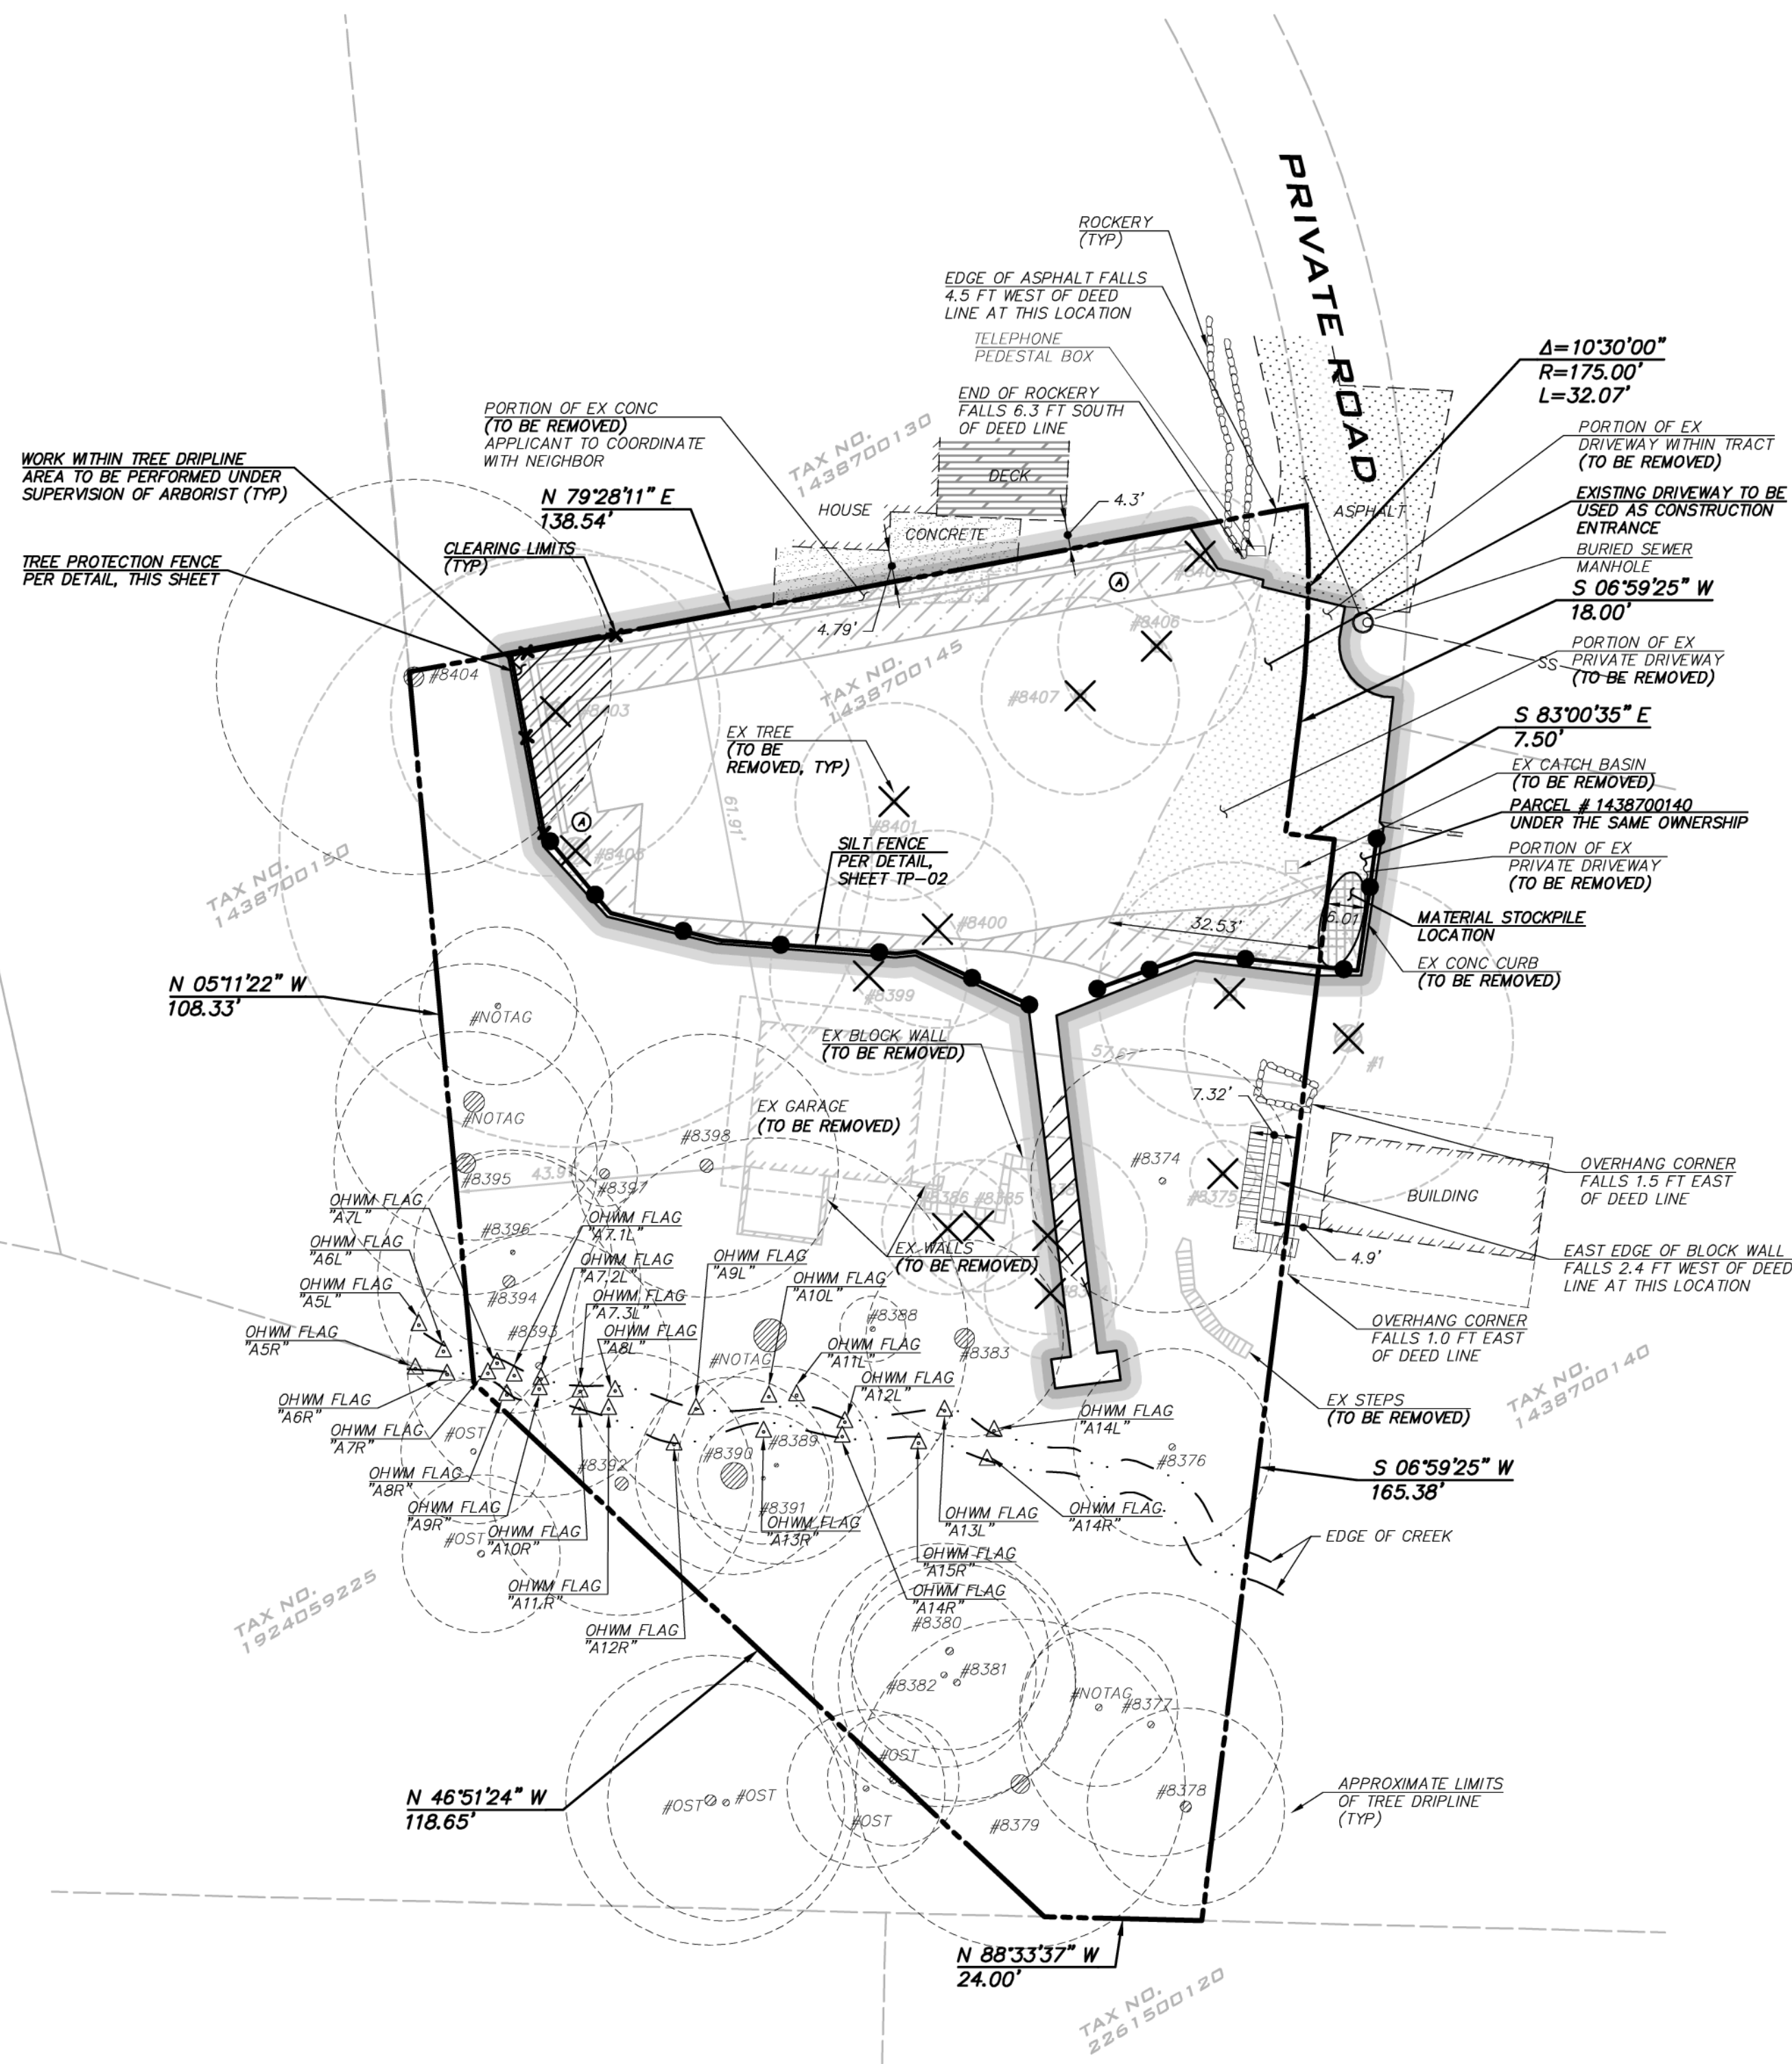 PRIVATE ROAD
ROCKERY
(TYP)
EDGE OF ASPHALT FALLS
4.5 FT WEST OF DEED
LINE AT THIS LOCATION
TELEPHONE
PEDESTAL BOX
END OF ROCKERY
FALLS 6.3 FT SOUTH
OF DEED LINE
Δ=10°30'00"
R=175.00'
L=32.07'
PORTION OF EX
DRIVEWAY WITHIN TRACT
(TO BE REMOVED)
EXISTING DRIVEWAY TO BE
USED AS CONSTRUCTION
ENTRANCE
BURIED SEWER
MANHOLE
S 06°59'25" W
18.00'
PORTION OF EX
PRIVATE DRIVEWAY
(TO BE REMOVED)
SS
S 83°00'35" E
7.50'
EX CATCH BASIN
(TO BE REMOVED)
PARCEL # 1438700140
UNDER THE SAME OWNERSHIP
PORTION OF EX
PRIVATE DRIVEWAY
(TO BE REMOVED)
MATERIAL STOCKPILE
LOCATION
EX CONC CURB
(TO BE REMOVED)
PORTION OF EX CONC
(TO BE REMOVED)
APPLICANT TO COORDINATE
WITH NEIGHBOR
WORK WITHIN TREE DRIPLINE
AREA TO BE PERFORMED UNDER
SUPERVISION OF ARBORIST (TYP)
N 79°28'11" E
138.54'
CLEARING LIMITS
(TYP)
TREE PROTECTION FENCE
PER DETAIL, THIS SHEET
TAX NO.
1438700130
DECK
HOUSE
CONCRETE
4.3'
ASPHALT
A
4.79'
TAX NO.
1438700145
#8404
#8403
#8406
#8407
EX TREE
(TO BE
REMOVED, TYP)
61.91'
#8401
A
SILT FENCE
PER DETAIL,
SHEET TP-02
#8400
32.53'
6.01
#8399
TAX NO.
1438700150
N 05°11'22" W
108.33'
#NOTAG
#NOTAG
EX BLOCK WALL
(TO BE REMOVED)
57.67'
#1
7.32'
EX GARAGE
(TO BE REMOVED)
#8398
#8395
43.91
#8397
#8374
#8375
BUILDING
OVERHANG CORNER
FALLS 1.5 FT EAST
OF DEED LINE
#8386
#8385
OHWM FLAG
"A7L"
#8396
OHWM FLAG
"A7.1L"
OHWM FLAG
"A6L"
OHWM FLAG
"A7.2L"
OHWM FLAG
"A9L"
EX WALLS
(TO BE REMOVED)
4.9'
EAST EDGE OF BLOCK WALL
FALLS 2.4 FT WEST OF DEED
LINE AT THIS LOCATION
OHWM FLAG
"A5L"
#8394
OHWM FLAG
"A7.3L"
OHWM FLAG
"A10L"
OHWM FLAG
"A5R"
#8393
OHWM FLAG
"A8L"
#8388
#8383
#NOTAG
OHWM FLAG
"A11L"
OVERHANG CORNER
FALLS 1.0 FT EAST
OF DEED LINE
OHWM FLAG
"A12L"
TAX NO.
1438700140
OHWM FLAG
"A6R"
OHWM FLAG
"A7R"
#OST
OHWM FLAG
"A14L"
EX STEPS
(TO BE REMOVED)
#8389
#8390
#8392
#8376
S 06°59'25" W
165.38'
OHWM FLAG
"A8R"
OHWM FLAG
"A9R"
#8391
OHWM FLAG
"A13R"
OHWM FLAG
"A13L"
OHWM FLAG
"A14R"
OHWM FLAG
"A10R"
#OST
EDGE OF CREEK
OHWM FLAG
"A15R"
OHWM FLAG
"A11.R"
OHWM FLAG
"A14R"
OHWM FLAG
"A12R"
TAX NO.
1924059225
#8380
#8381
#8382
#NOTAG
#8377
#OST
#OST
#OST
#OST
#8378
#8379
APPROXIMATE LIMITS
OF TREE DRIPLINE
(TYP)
N 46°51'24" W
118.65'
N 88°33'37" W
24.00'
TAX NO.
2261500120